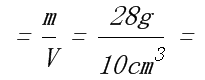 = m/V = 28g/10cm³ =